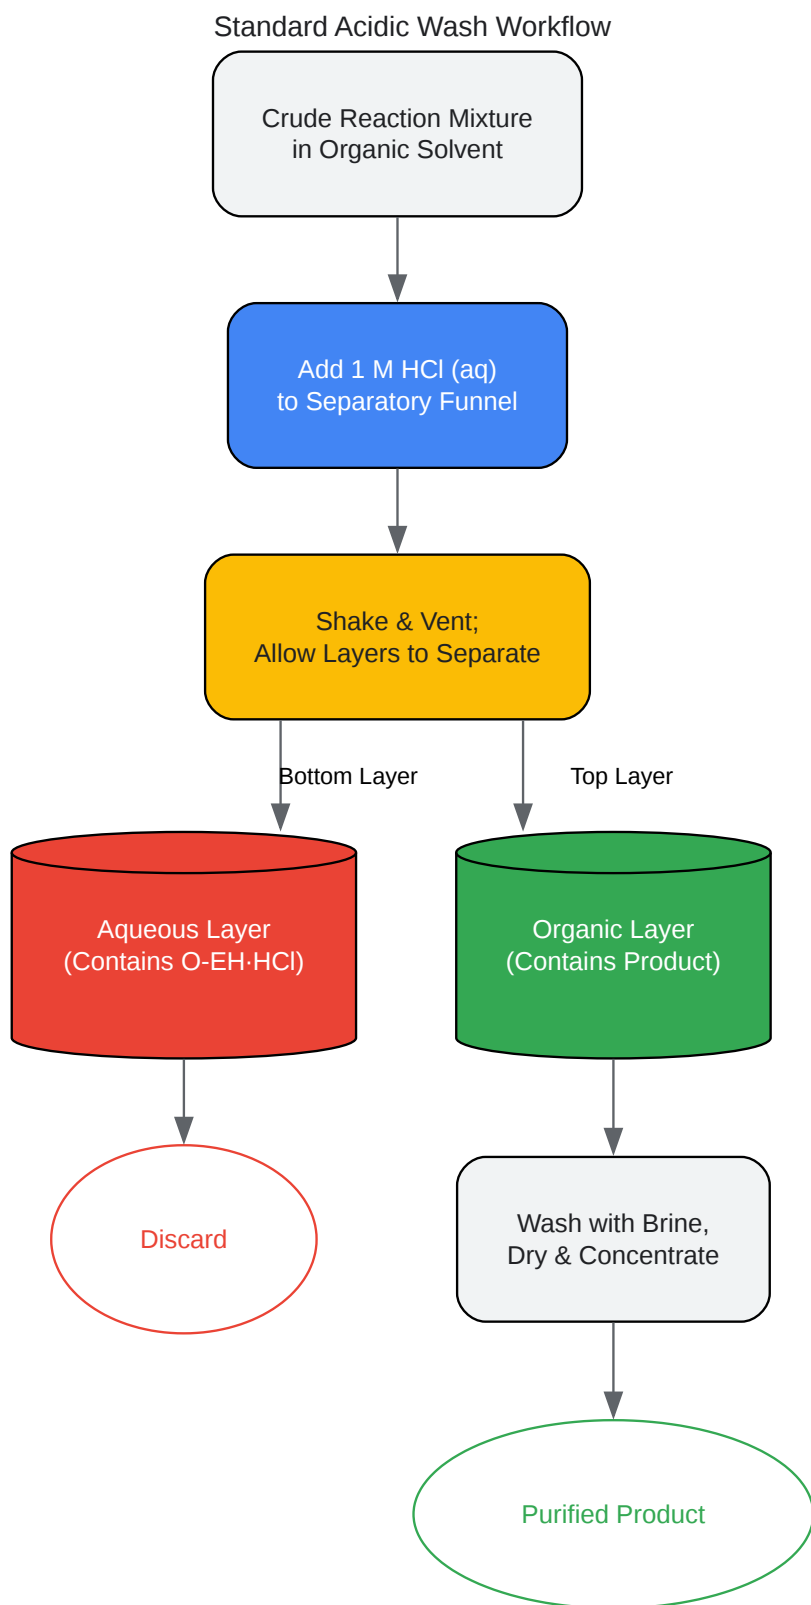 Standard Acidic Wash Workflow
Crude Reaction Mixture
in Organic Solvent
Add 1 M HCl (aq)
to Separatory Funnel
Shake & Vent;
Allow Layers to Separate
Bottom Layer
Top Layer
Aqueous Layer
(Contains O-EH·HCl)
Organic Layer
(Contains Product)
Discard
Wash with Brine,
Dry & Concentrate
Purified Product